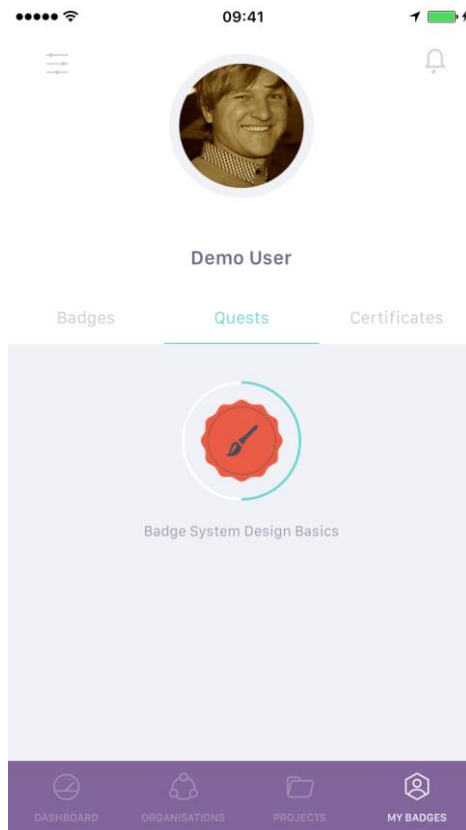 09:41
Demo User
Badges Quests Certificates
Badge System Design Basics
DASHBOARD ORGANISATIONS PROJECTS MY BADGES